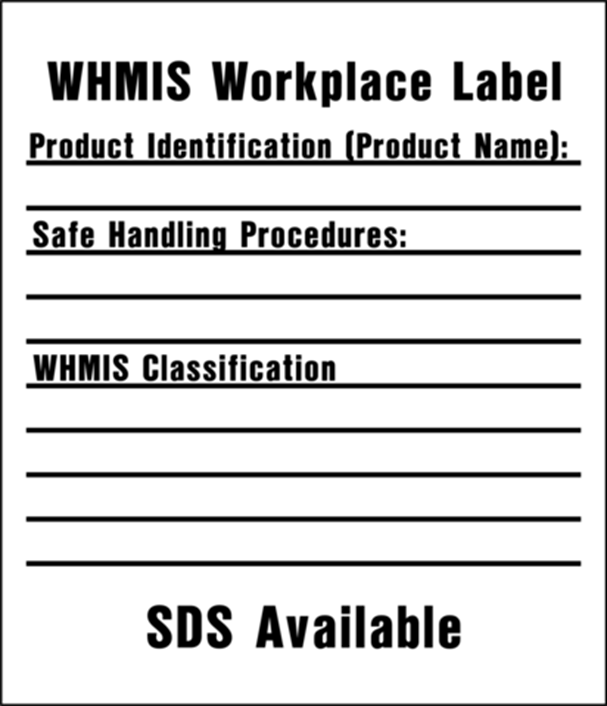 WHMIS Workplace Label
Product Identification (Product Name):
Safe Handling Procedures:
WHMIS Classification
SDS Available